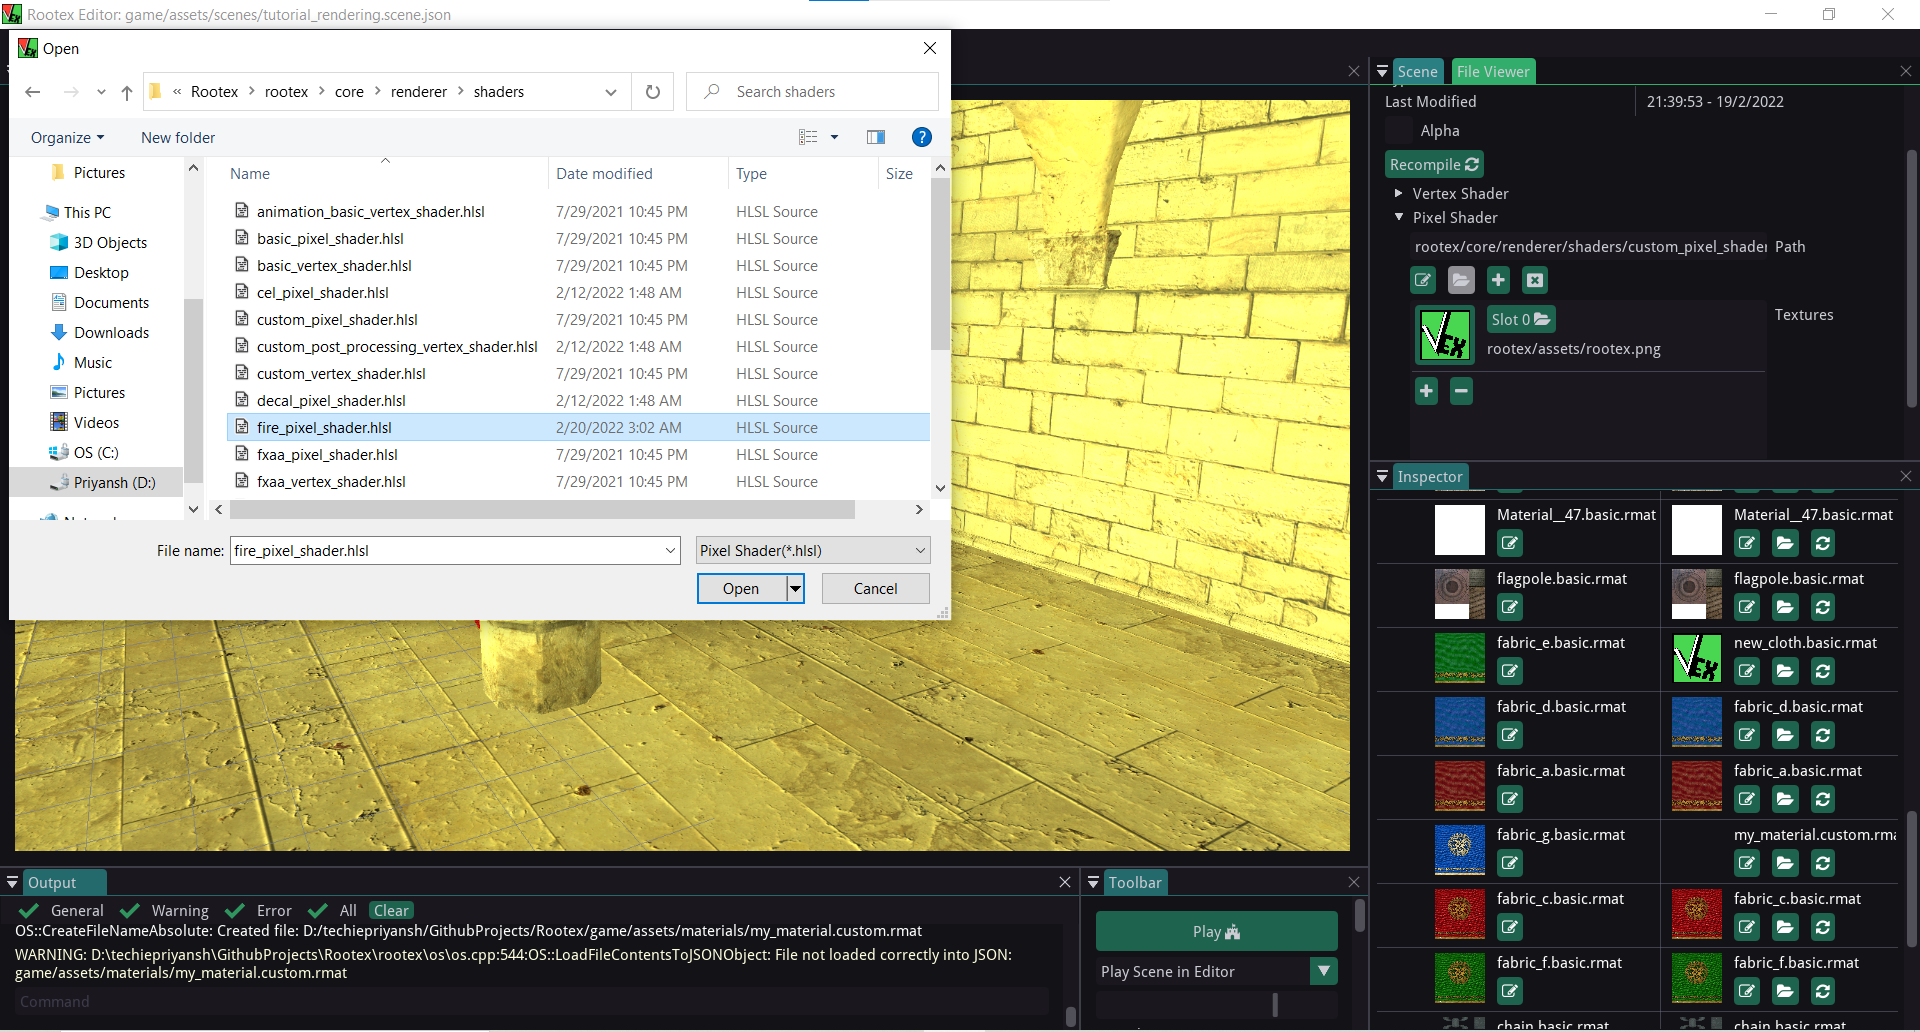 Rootex Editor: game/assets/scenes/tutorial_rendering.scene.json
Open
« Rootex > rootex > core > renderer > shaders
Search shaders
Organize
New folder
Pictures
This PC
3D Objects
Desktop
Documents
Downloads
Music
Pictures
Videos
OS (C:)
Priyansh (D:)
Name Date modified Type Size
animation_basic_vertex_shader.hlsl 7/29/2021 10:45 PM HLSL Source
basic_pixel_shader.hlsl 7/29/2021 10:45 PM HLSL Source
basic_vertex_shader.hlsl 7/29/2021 10:45 PM HLSL Source
cel_pixel_shader.hlsl 2/12/2022 1:48 AM HLSL Source
custom_pixel_shader.hlsl 7/29/2021 10:45 PM HLSL Source
custom_post_processing_vertex_shader.hlsl 2/12/2022 1:48 AM HLSL Source
custom_vertex_shader.hlsl 7/29/2021 10:45 PM HLSL Source
decal_pixel_shader.hlsl 2/12/2022 1:48 AM HLSL Source
fire_pixel_shader.hlsl 2/20/2022 3:02 AM HLSL Source
fxaa_pixel_shader.hlsl 7/29/2021 10:45 PM HLSL Source
fxaa_vertex_shader.hlsl 7/29/2021 10:45 PM HLSL Source
File name: fire_pixel_shader.hlsl
Pixel Shader(*.hlsl)
Open
Cancel
Scene File Viewer
Last Modified 21:39:53 - 19/2/2022
Alpha
Recompile
Vertex Shader
Pixel Shader
rootex/core/renderer/shaders/custom_pixel_shader Path
VEX
Slot 0
rootex/assets/rootex.png
Textures
Inspector
Material__47.basic.rmat Material__47.basic.rmat
flagpole.basic.rmat flagpole.basic.rmat
fabric_e.basic.rmat new_cloth.basic.rmat
VEX
fabric_d.basic.rmat fabric_d.basic.rmat
fabric_a.basic.rmat fabric_a.basic.rmat
fabric_g.basic.rmat my_material.custom.rma
fabric_c.basic.rmat fabric_c.basic.rmat
fabric_f.basic.rmat fabric_f.basic.rmat
chain.basic.rmat chain.basic.rmat
Output
General Warning Error All Clear
OS::CreateFileNameAbsolute: Created file: D:/techiepriyansh/GithubProjects/Rootex/game/assets/materials/my_material.custom.rmat
WARNING: D:\techiepriyansh\GithubProjects\Rootex\rootex\os\os.cpp:544:OS::LoadFileContentsToJSONObject: File not loaded correctly into JSON:
game/assets/materials/my_material.custom.rmat
Command
Toolbar
Play
Play Scene in Editor